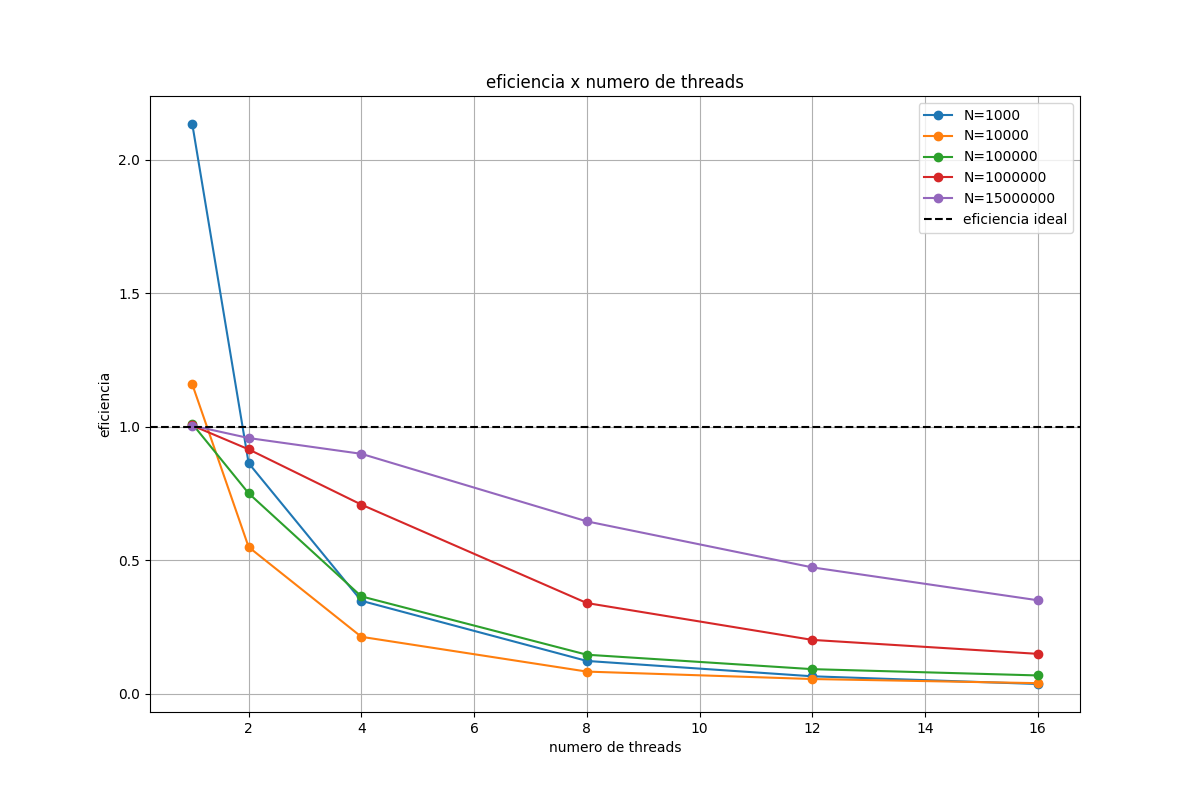 eficiencia x numero de threads
N=1000
N=10000
N=100000
N=1000000
N=15000000
eficiencia ideal
2.0
1.5
1.0
0.5
0.0
eficiencia
2 4 6 8 10 12 14 16
numero de threads